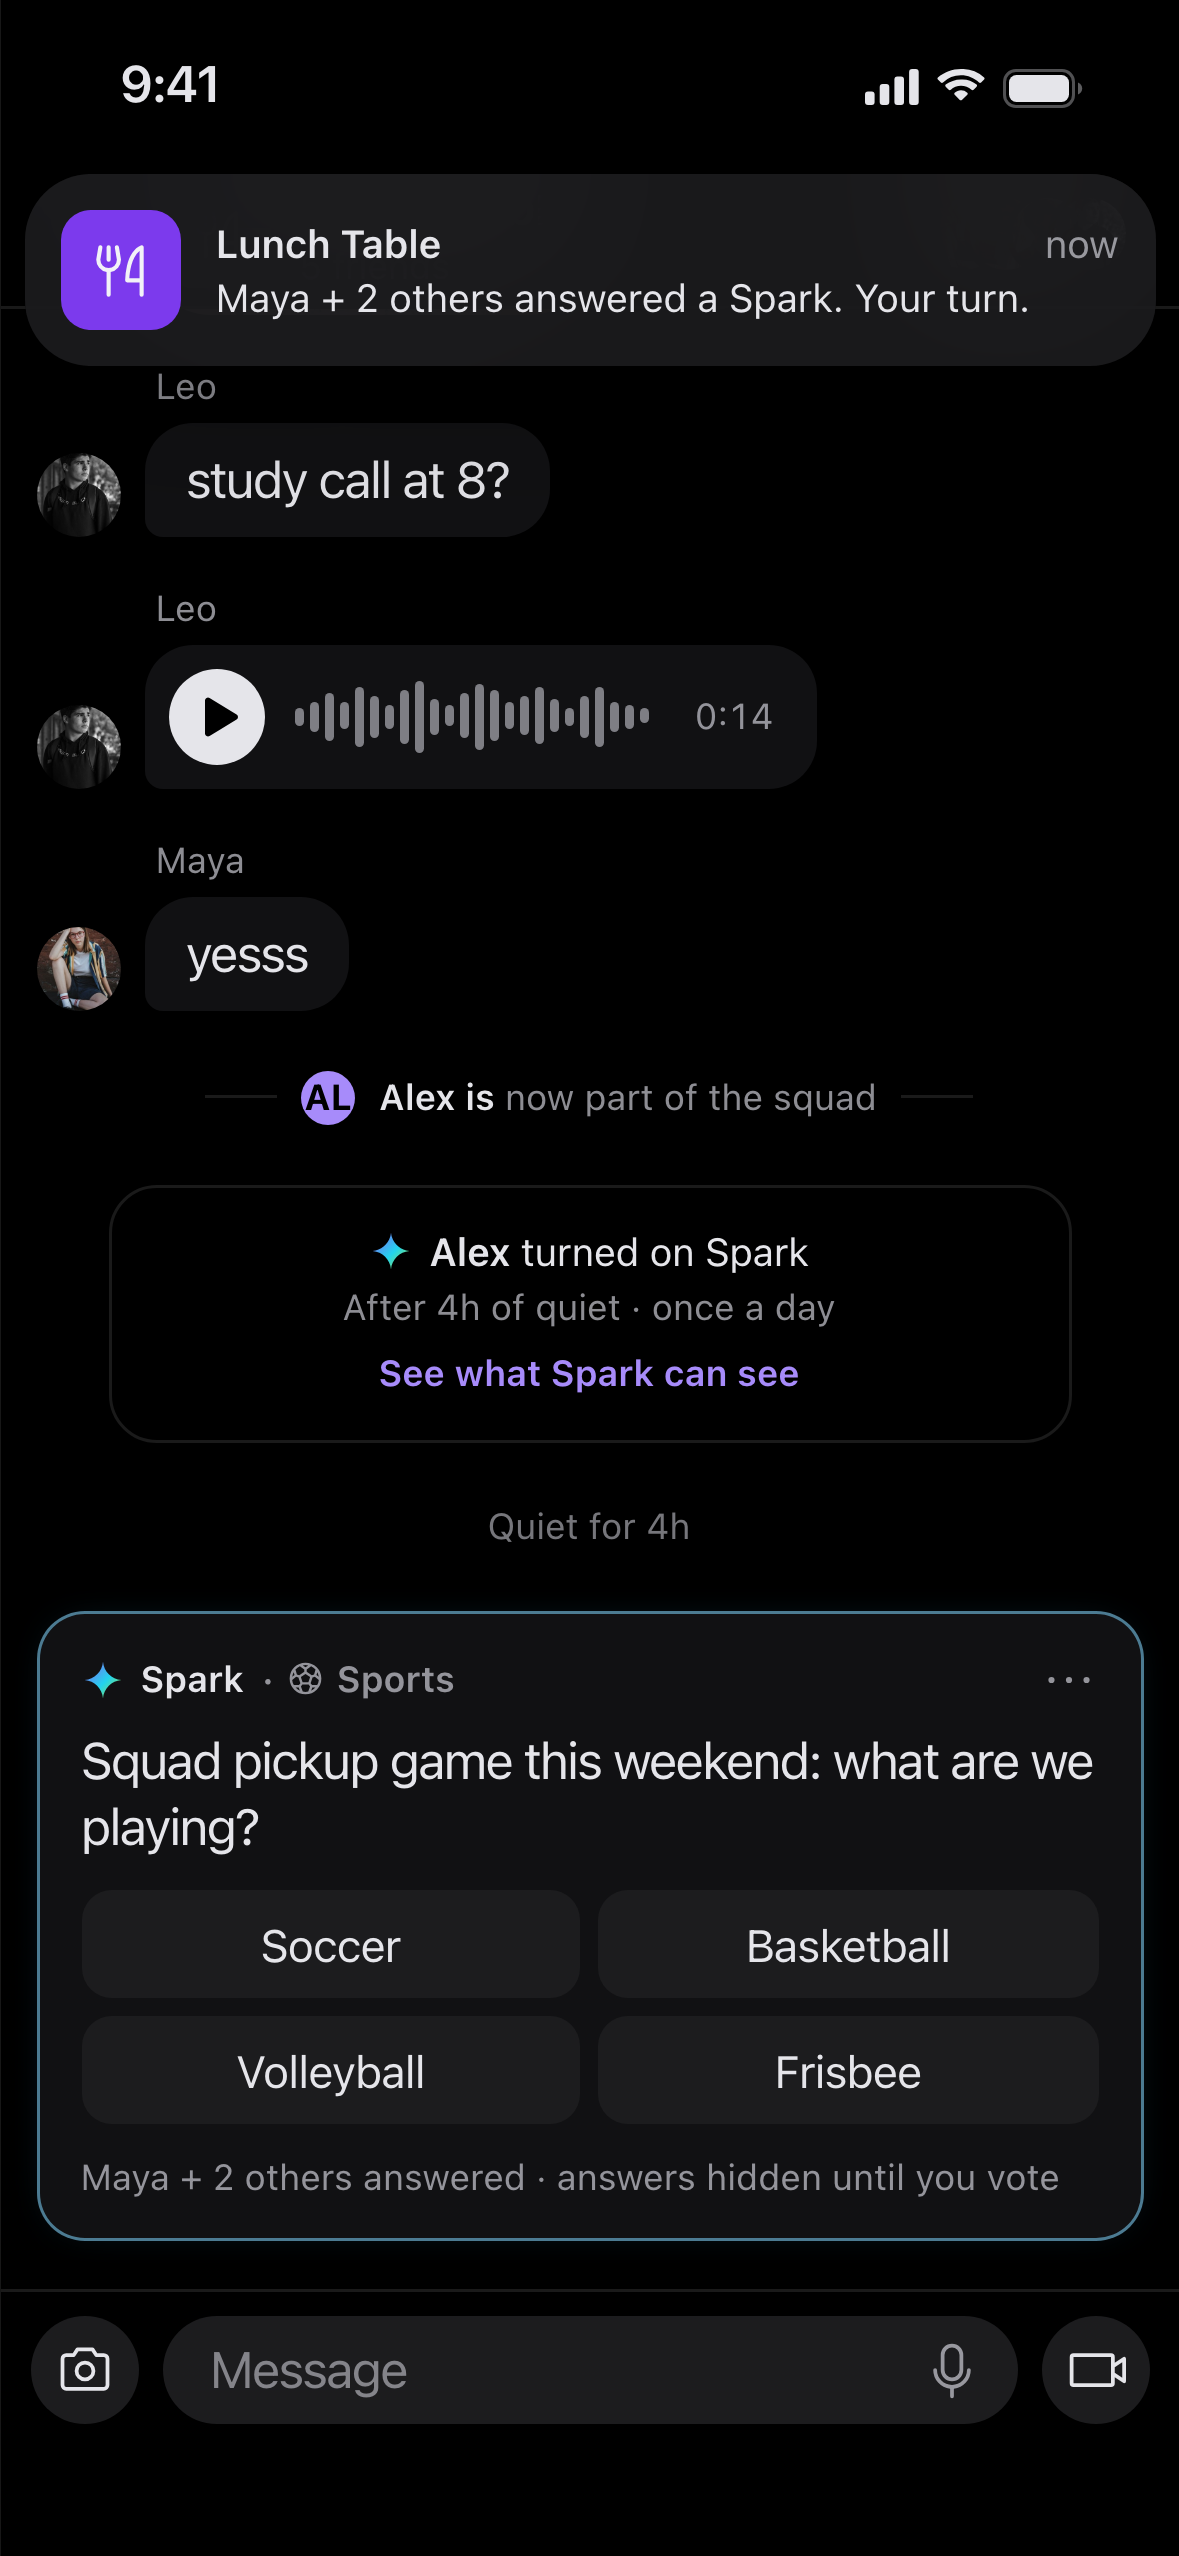 9:41
Lunch Table
now
Maya + 2 others answered a Spark. Your turn.
Leo
study call at 8?
Leo
0:14
Maya
yesss
AL Alex is now part of the squad
Alex turned on Spark
After 4h of quiet · once a day
See what Spark can see
Quiet for 4h
Spark · Sports
Squad pickup game this weekend: what are we
playing?
Soccer
Basketball
Volleyball
Frisbee
Maya + 2 others answered · answers hidden until you vote
Message